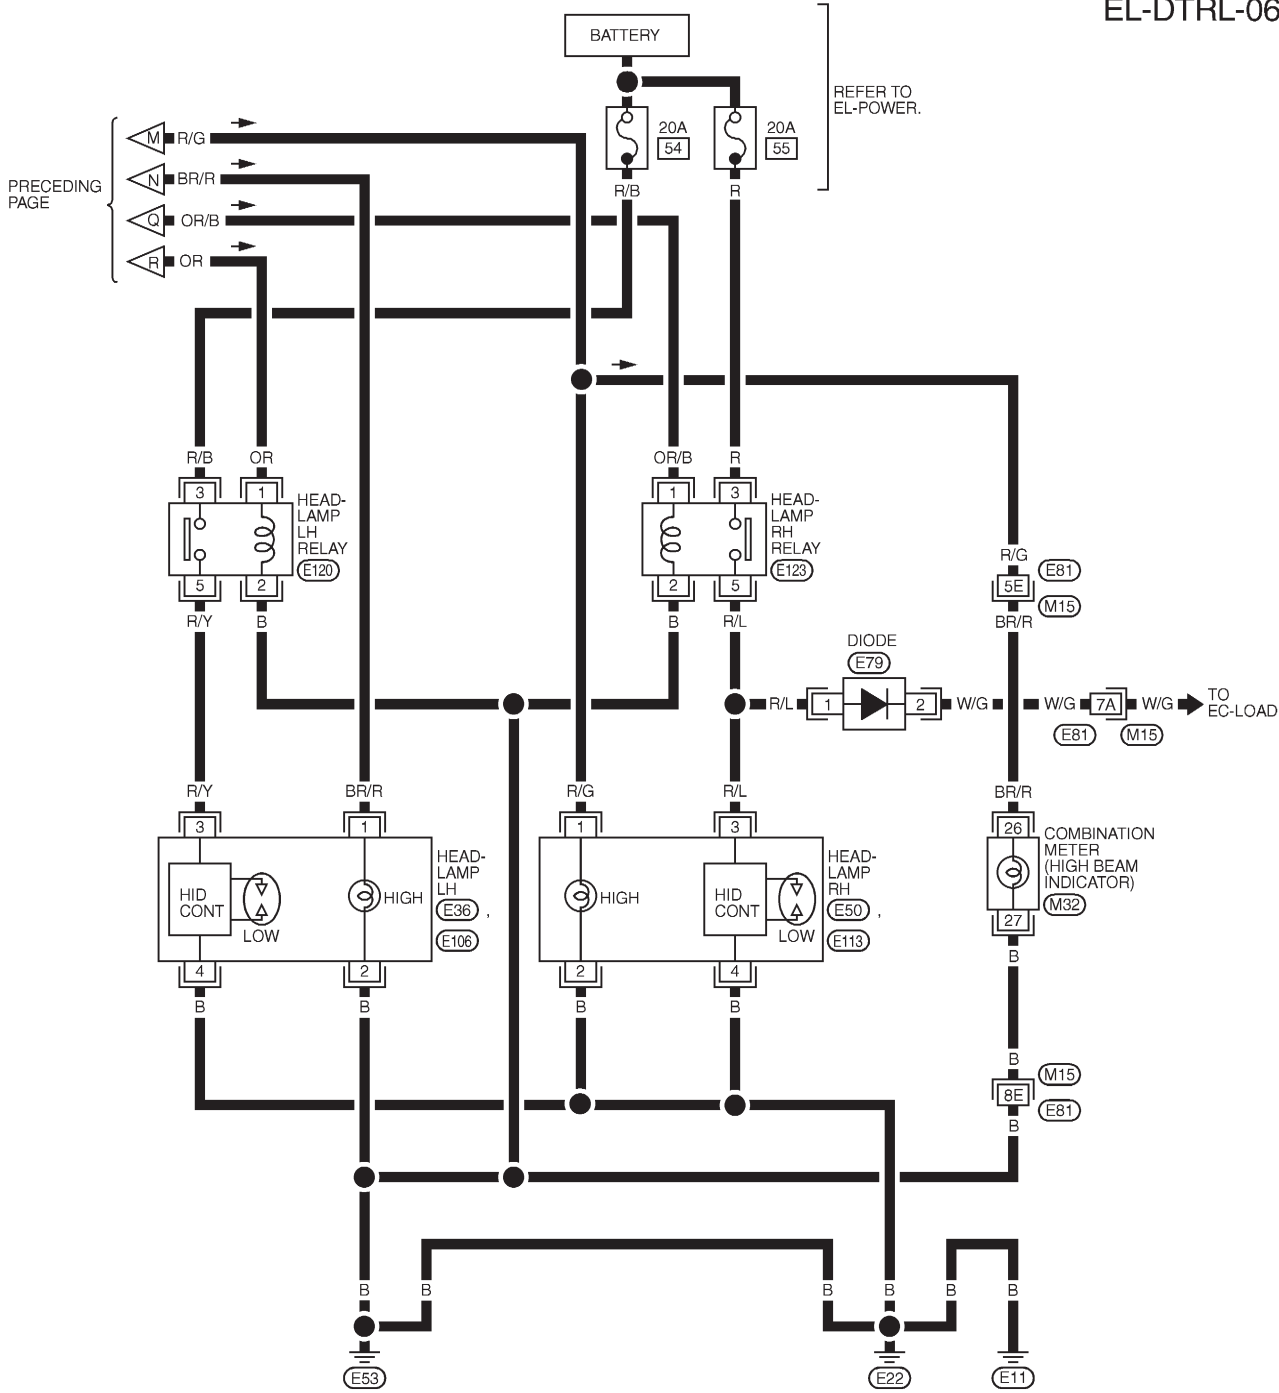 EL-DTRL-06
BATTERY
REFER TO
EL-POWER.
20A
54
20A
55
PRECEDING
PAGE
M R/G
N BR/R
Q OR/B
R OR
R/B
R
R/B
OR
OR/B
R
3
1
HEAD-
LAMP
LH
RELAY
E120
1
3
HEAD-
LAMP
RH
RELAY
E123
5
2
2
5
R/Y
B
B
R/L
R/G
E81
5E
M15
BR/R
DIODE
E79
R/L
1
2
W/G
W/G
7A
W/G
TO
EC-LOAD
E81
M15
R/Y
BR/R
R/G
R/L
BR/R
3
1
HID
CONT
LOW
HIGH
HEAD-
LAMP
LH
E36 ,
E106
4
2
1
3
HIGH
HID
CONT
LOW
HEAD-
LAMP
RH
E50 ,
E113
2
4
26
COMBINATION
METER
(HIGH BEAM
INDICATOR)
M32
27
B
B
B
B
B
B
M15
8E
E81
B
B
B
B
B
B
B
E53
E22
E11